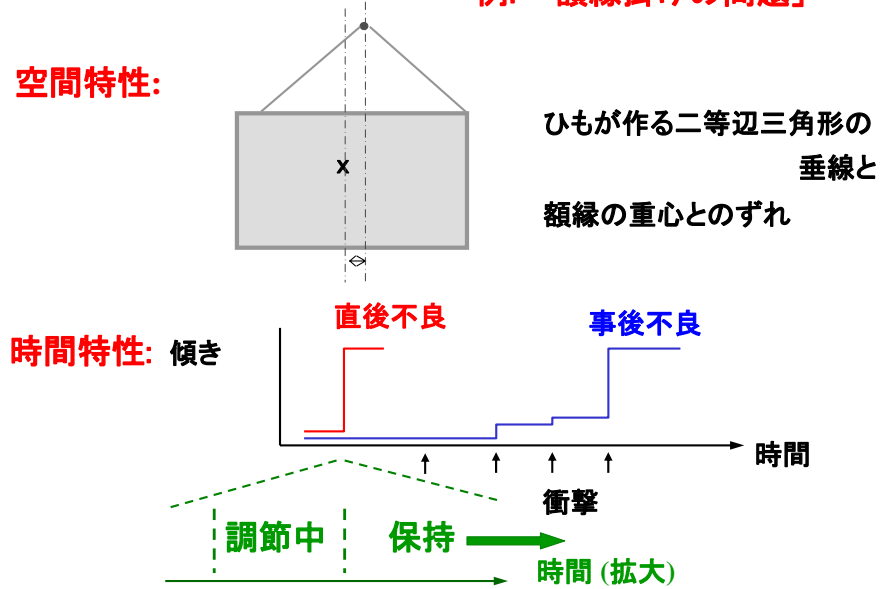 空間特性:
x
ひもが作る二等辺三角形の
垂線と
額縁の重心とのずれ
時間特性: 傾き
直後不良
事後不良
時間
衝撃
調節中
保持
時間 (拡大)